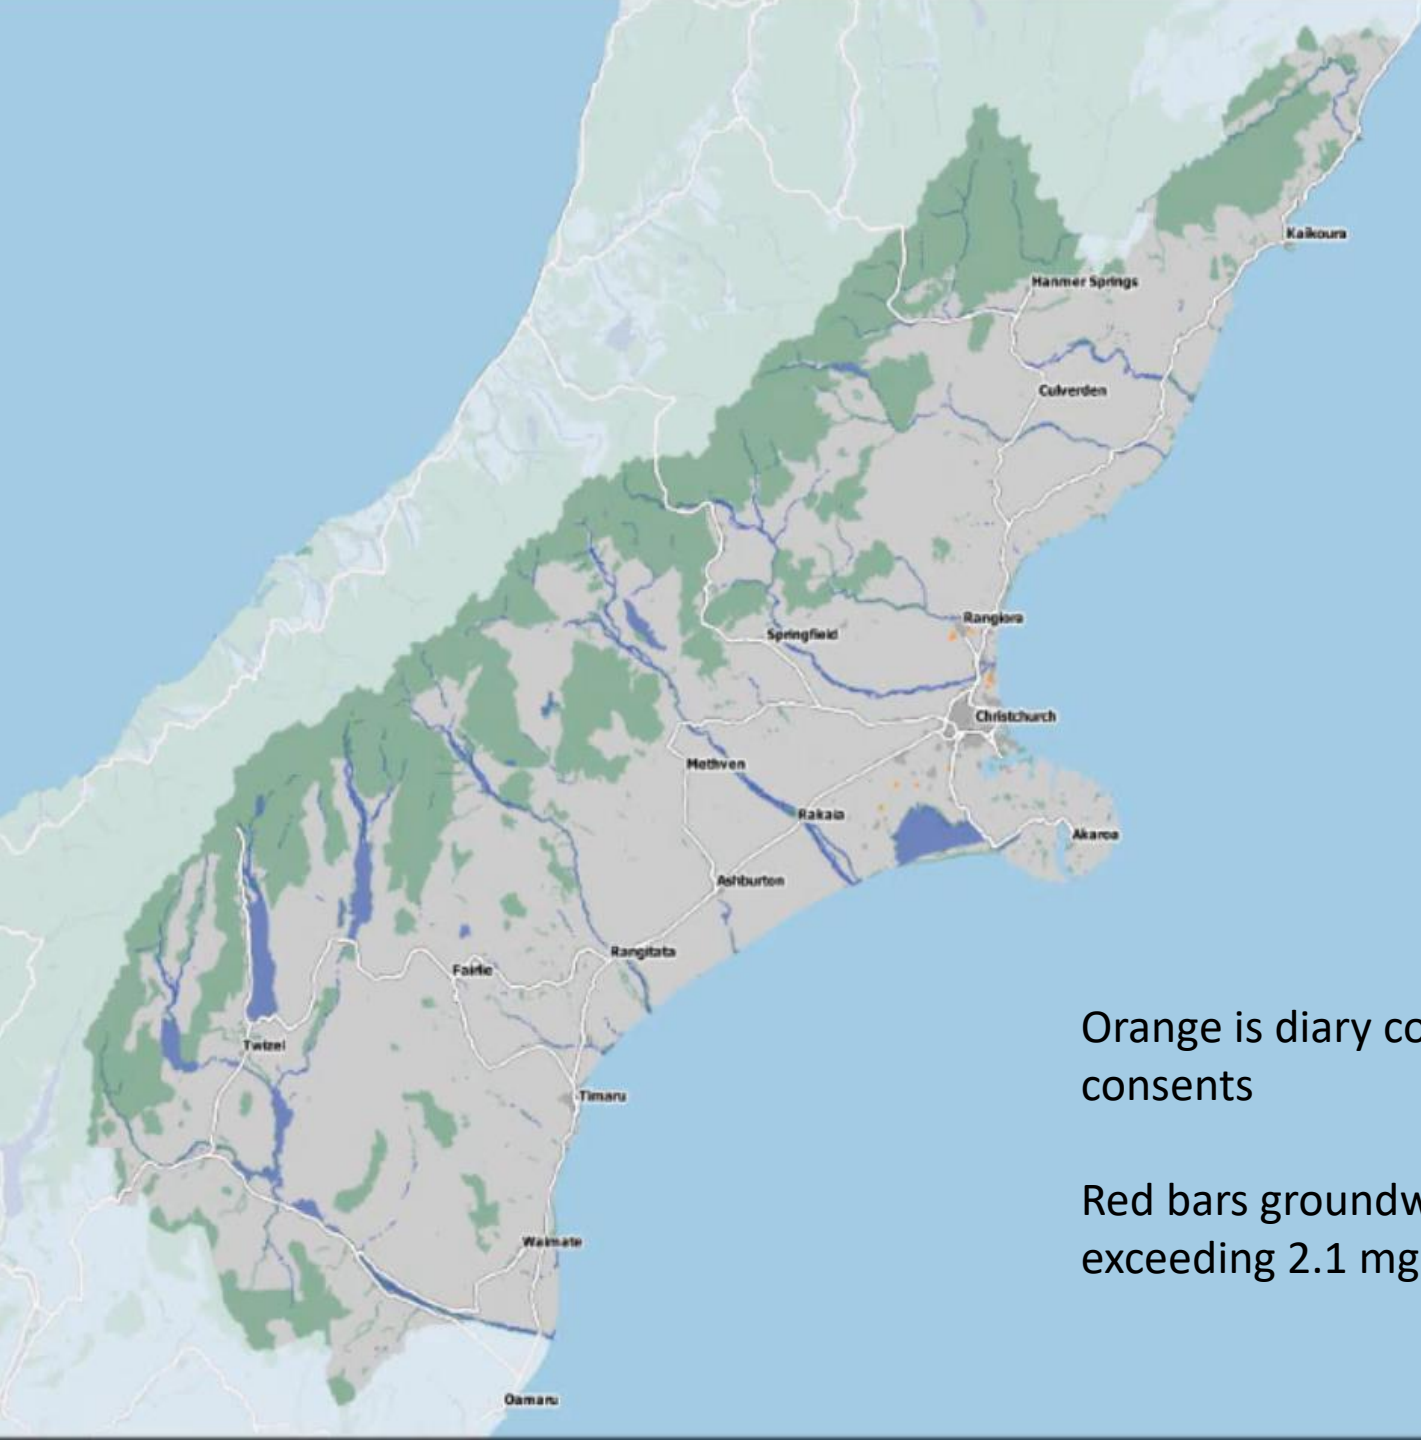 Kaikoura
Hanmer Springs
Culverden
Rangiora
Springfield
Christchurch
Methven
Rakaia
Akaroa
Ashburton
Rangitata
Fairlie
Twizel
Timaru
Waimate
Oamaru
Orange is diary co
consents
Red bars groundw
exceeding 2.1 mg